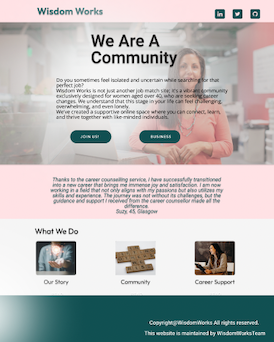 Wisdom Works
We Are A
Community
Do you sometimes feel isolated and uncertain while searching for that
perfect job?
Wisdom Works is not just another job match site; it's a vibrant community
exclusively designed for women aged over 40, who are seeking career
changes. We understand that this stage in your life can feel challenging,
overwhelming, and even lonely.
We've created a supportive online space where you can connect, learn,
and thrive together with like-minded individuals.
JOIN US!
BUSINESS
Thanks to the career counselling service, I have successfully transitioned
into a new career that brings me immense joy and satisfaction. I am now
working in a field that not only aligns with my passions but also utilizes my
skills and experience. The journey was not without its challenges, but the
guidance and support I received from the career counsellor made all the
difference.
Suzy, 45, Glasgow
What We Do
Our Story
Community
Career Support
Copyright@WisdomWorks All rights reserved.
This website is maintained by WisdomWorksTeam